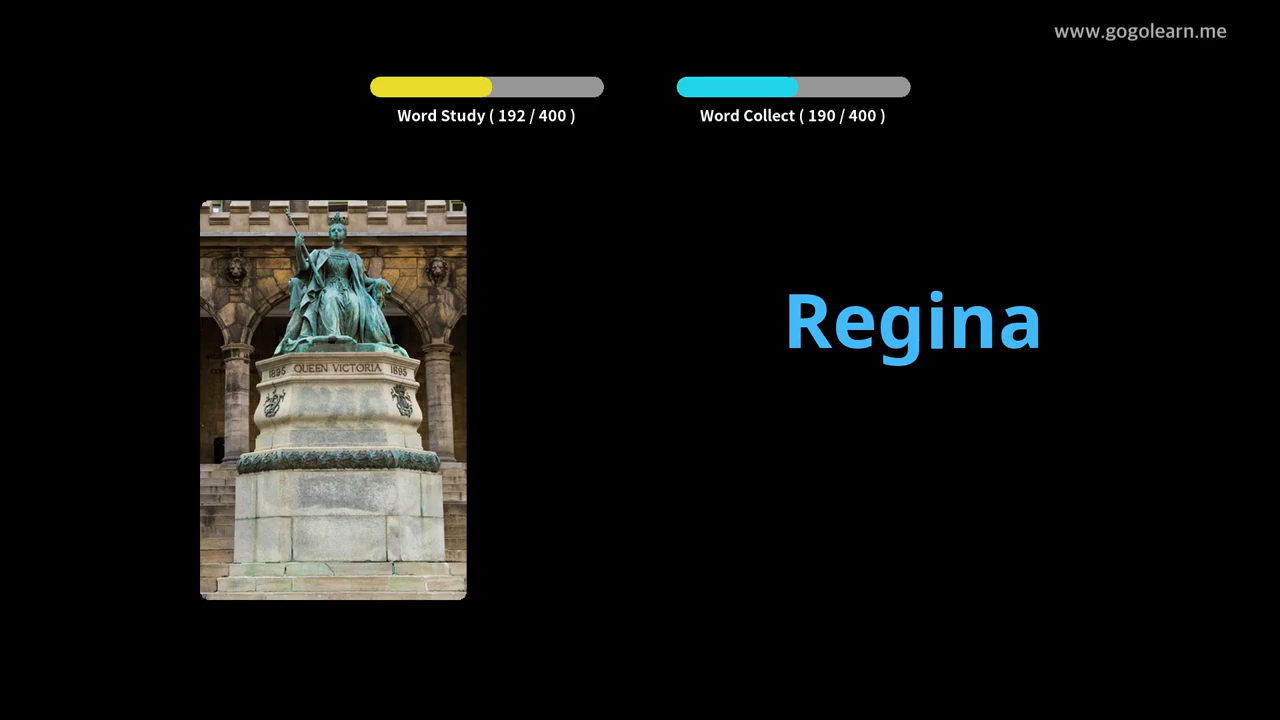 www.gogolearn.me
Word Study ( 192 / 400 )
Word Collect ( 190 / 400 )
Regina
1895 QUEEN VICTORIA 1895